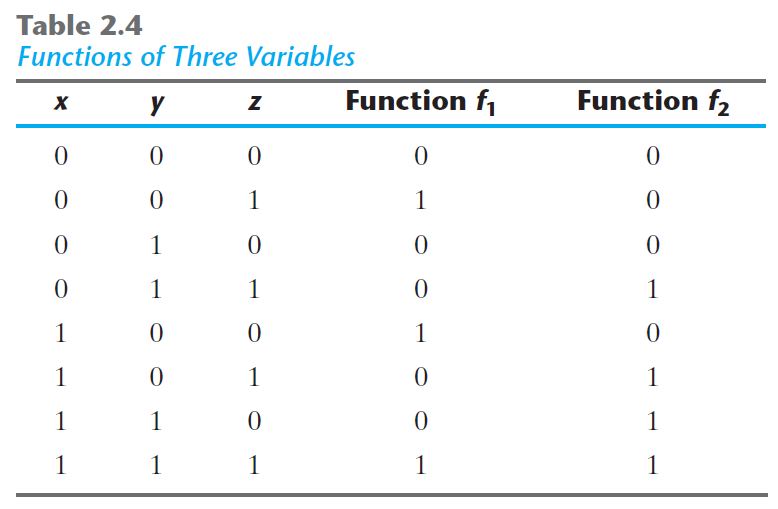 Table 2.4
Functions of Three Variables
x y z Function f₁ Function f₂
0 0 0 0 0
0 0 1 1 0
0 1 0 0 0
0 1 1 0 1
1 0 0 1 0
1 0 1 0 1
1 1 0 0 1
1 1 1 1 1